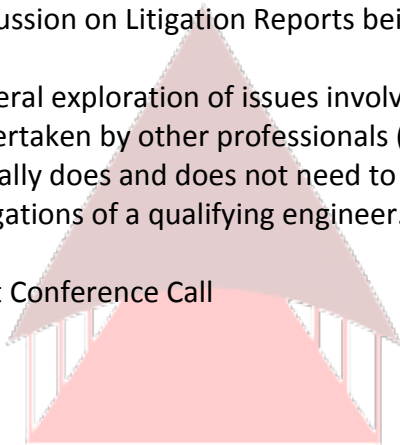 cussion on Litigation Reports bei
eral exploration of issues involv
ertaken by other professionals (
ally does and does not need to
gations of a qualifying engineer.
t Conference Call